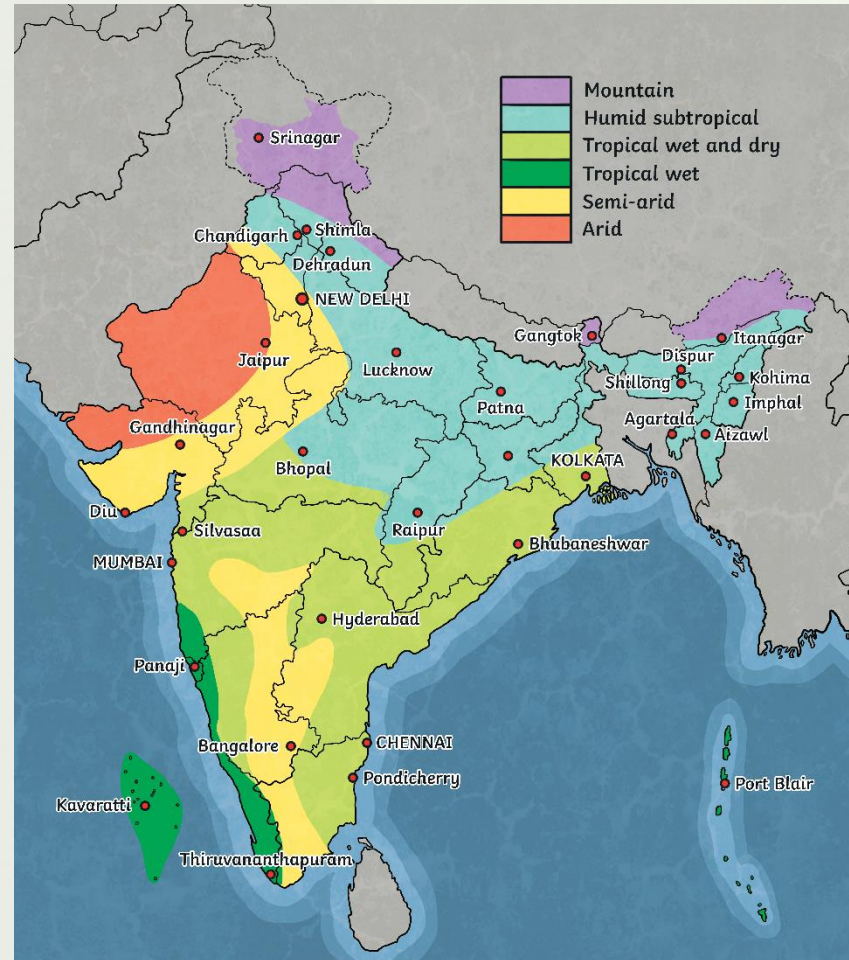 Mountain
Humid subtropical
Tropical wet and dry
Tropical wet
Semi-arid
Arid
Srinagar
Shimla
Chandigarh
Dehradun
NEW DELHI
Gangtok
Itanagar
Jaipur
Lucknow
Dispur
Shillong
Kohima
Patna
Imphal
Gandhinagar
Agartala
Aizawl
Bhopal
KOLKATA
Diu
Silvasaa
Raipur
Bhubaneshwar
MUMBAI
Hyderabad
Panaji
Bangalore
CHENNAI
Pondicherry
Port Blair
Kavaratti
Thiruvananthapuram